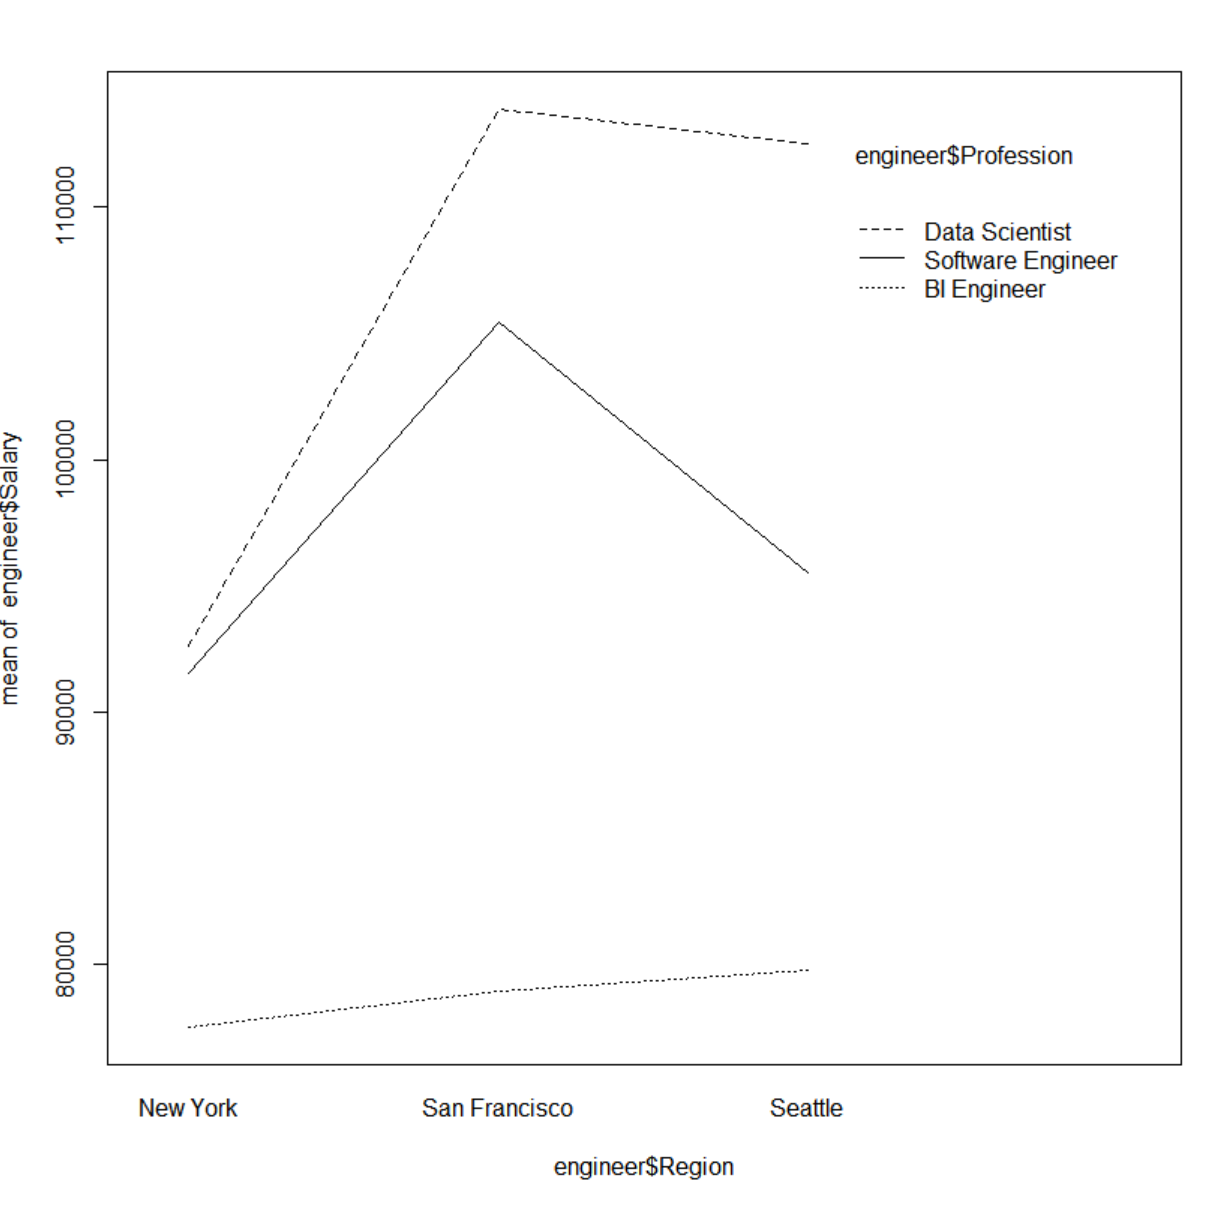 mean of engineer$Salary
110000
100000
90000
80000
engineer$Profession
Data Scientist
Software Engineer
BI Engineer
New York San Francisco Seattle
engineer$Region